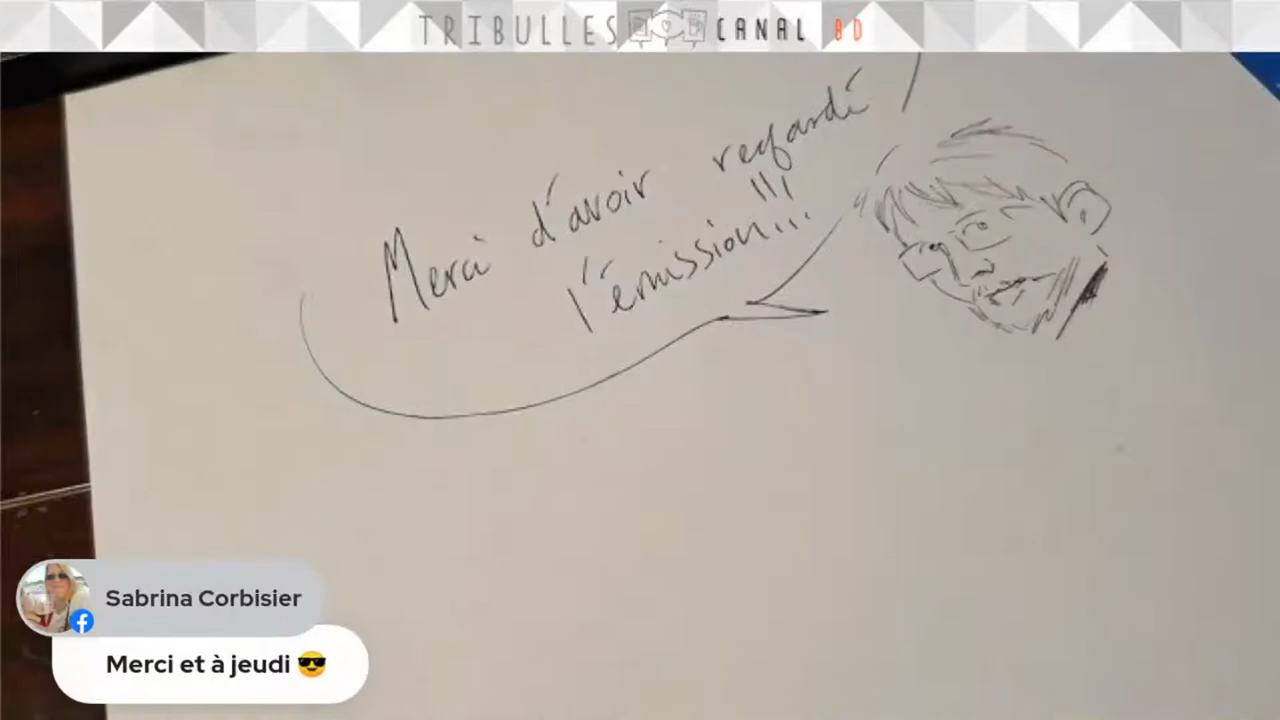 TRIBULLES CANAL BD
Merci d'avoir regardé
l'émission!!!
Sabrina Corbisier
Merci et à jeudi 😎